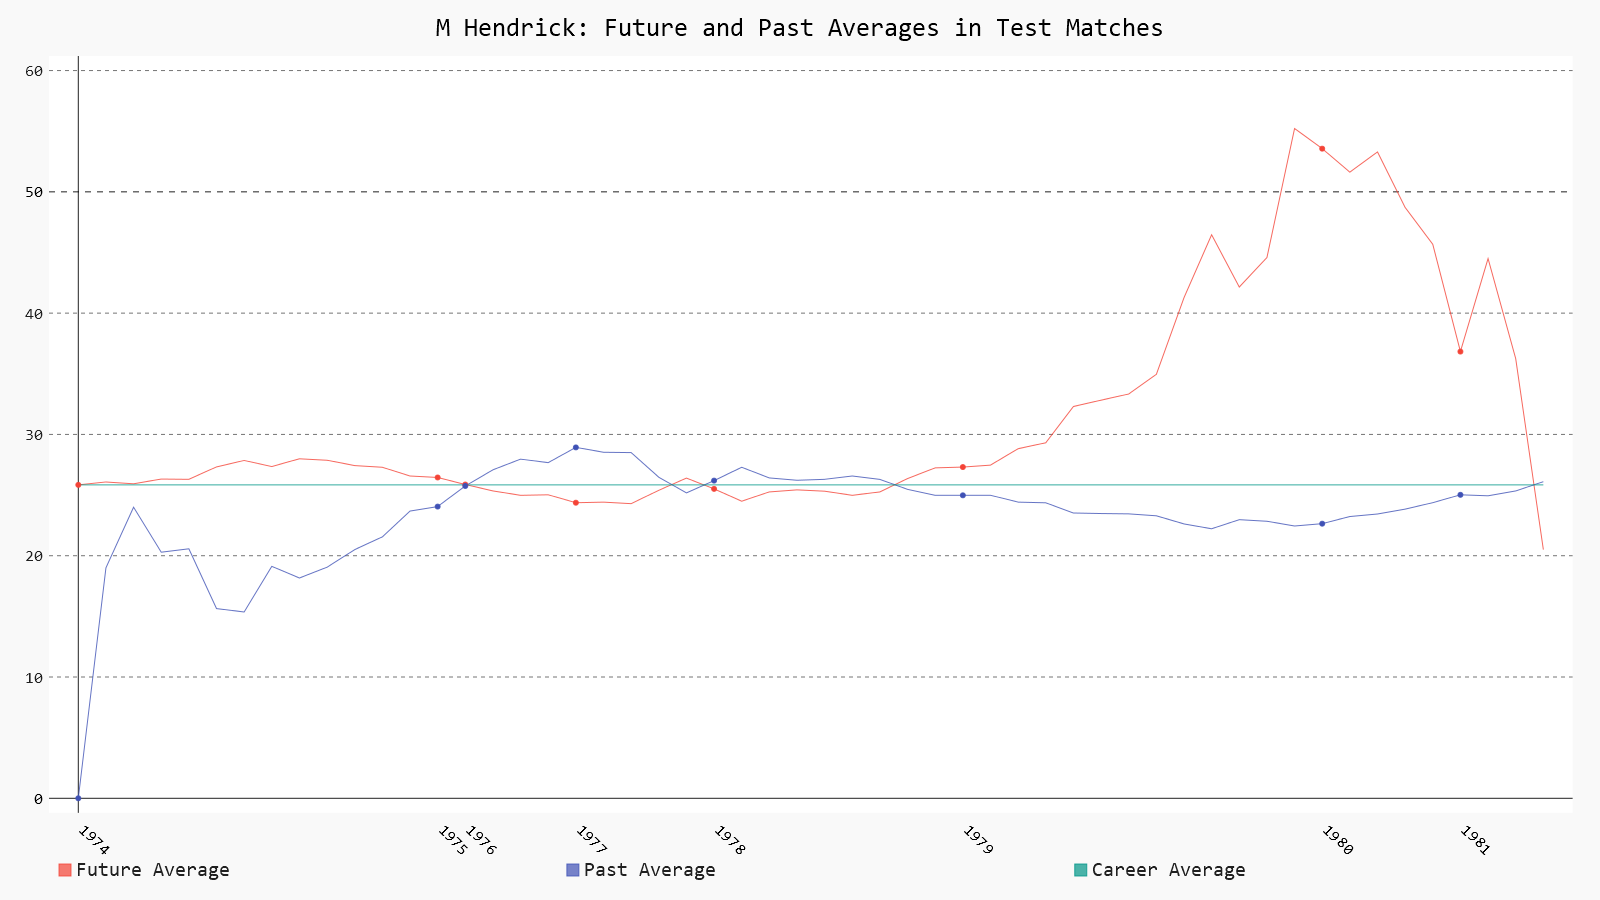 M Hendrick: Future and Past Averages in Test Matches
60
50
40
30
20
10
0
1974 1975 1976 1977 1978 1979 1980 1981
Future Average Past Average Career Average